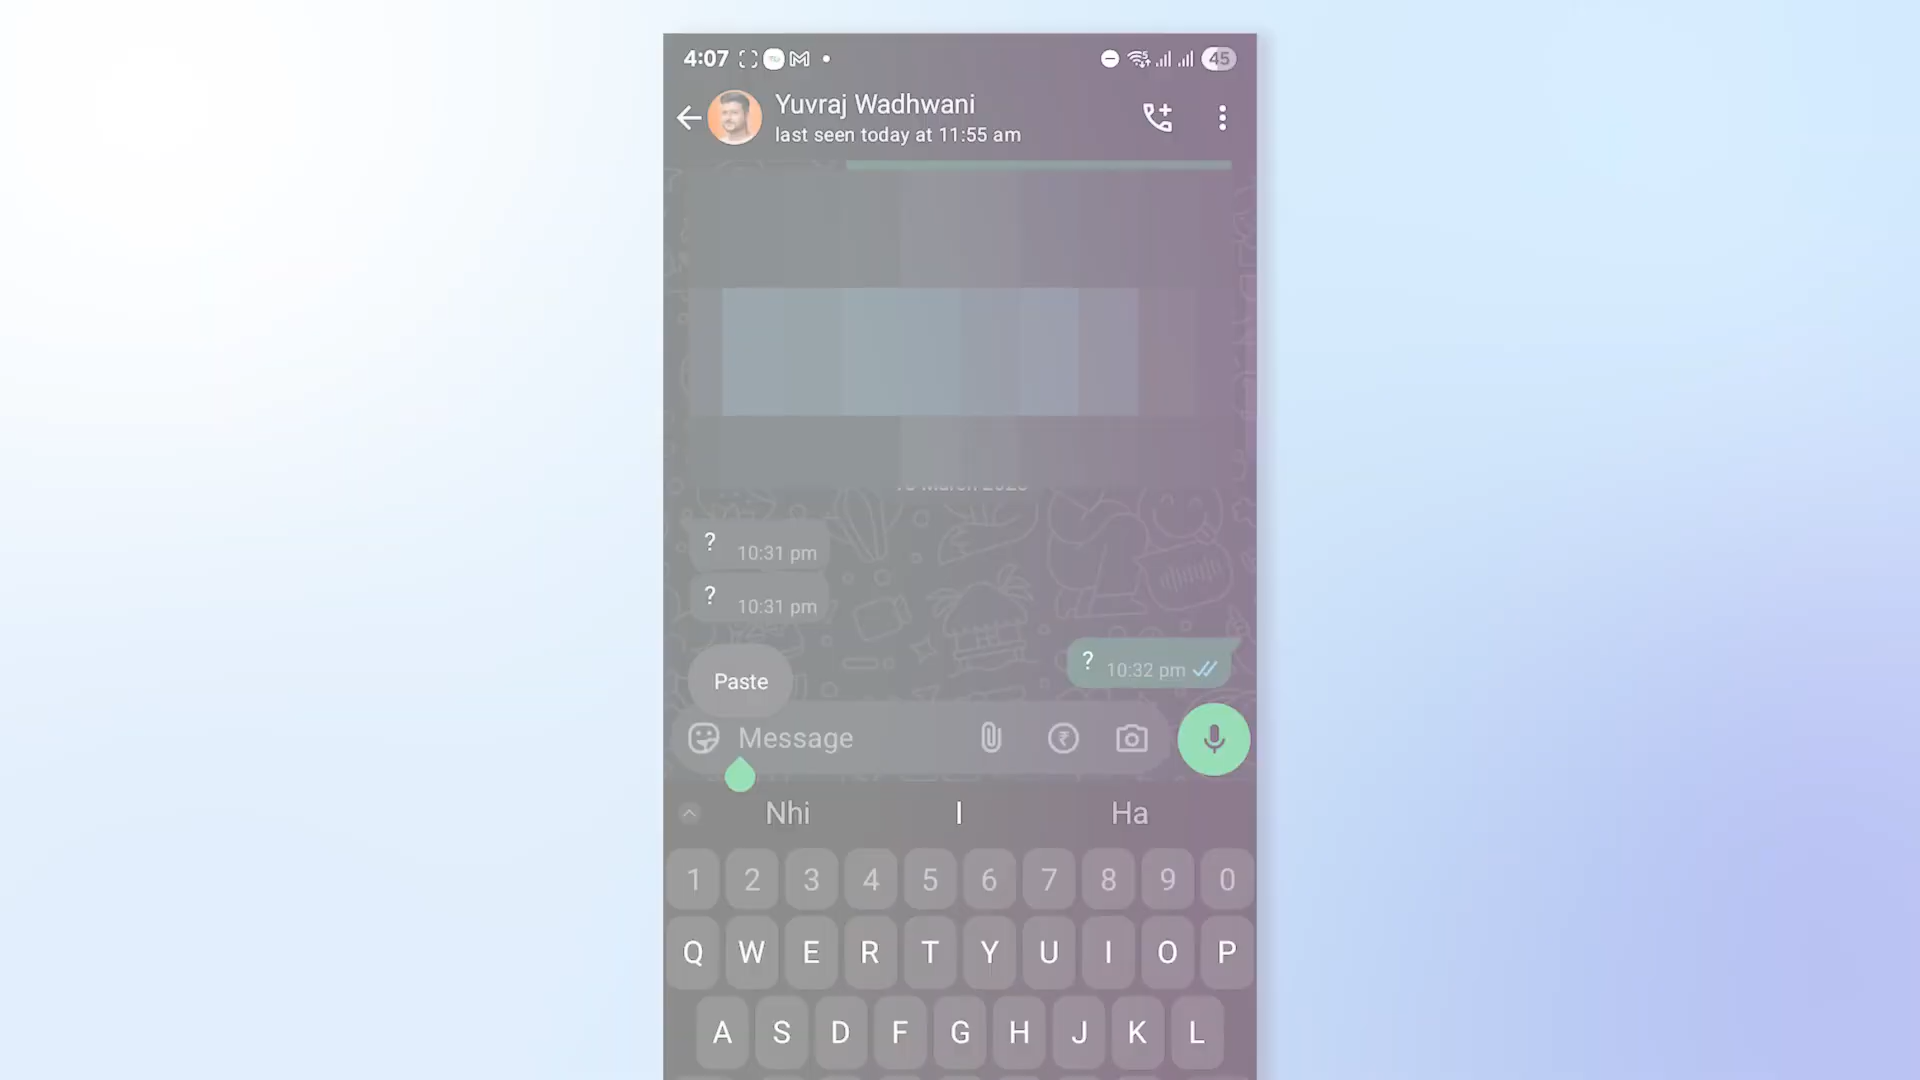 4:07
45
Yuvraj Wadhwani
last seen today at 11:55 am
?
10:31 pm
?
10:31 pm
?
10:32 pm
Paste
Message
Nhi I Ha
1 2 3 4 5 6 7 8 9 0
Q W E R T Y U I O P
A S D F G H J K L